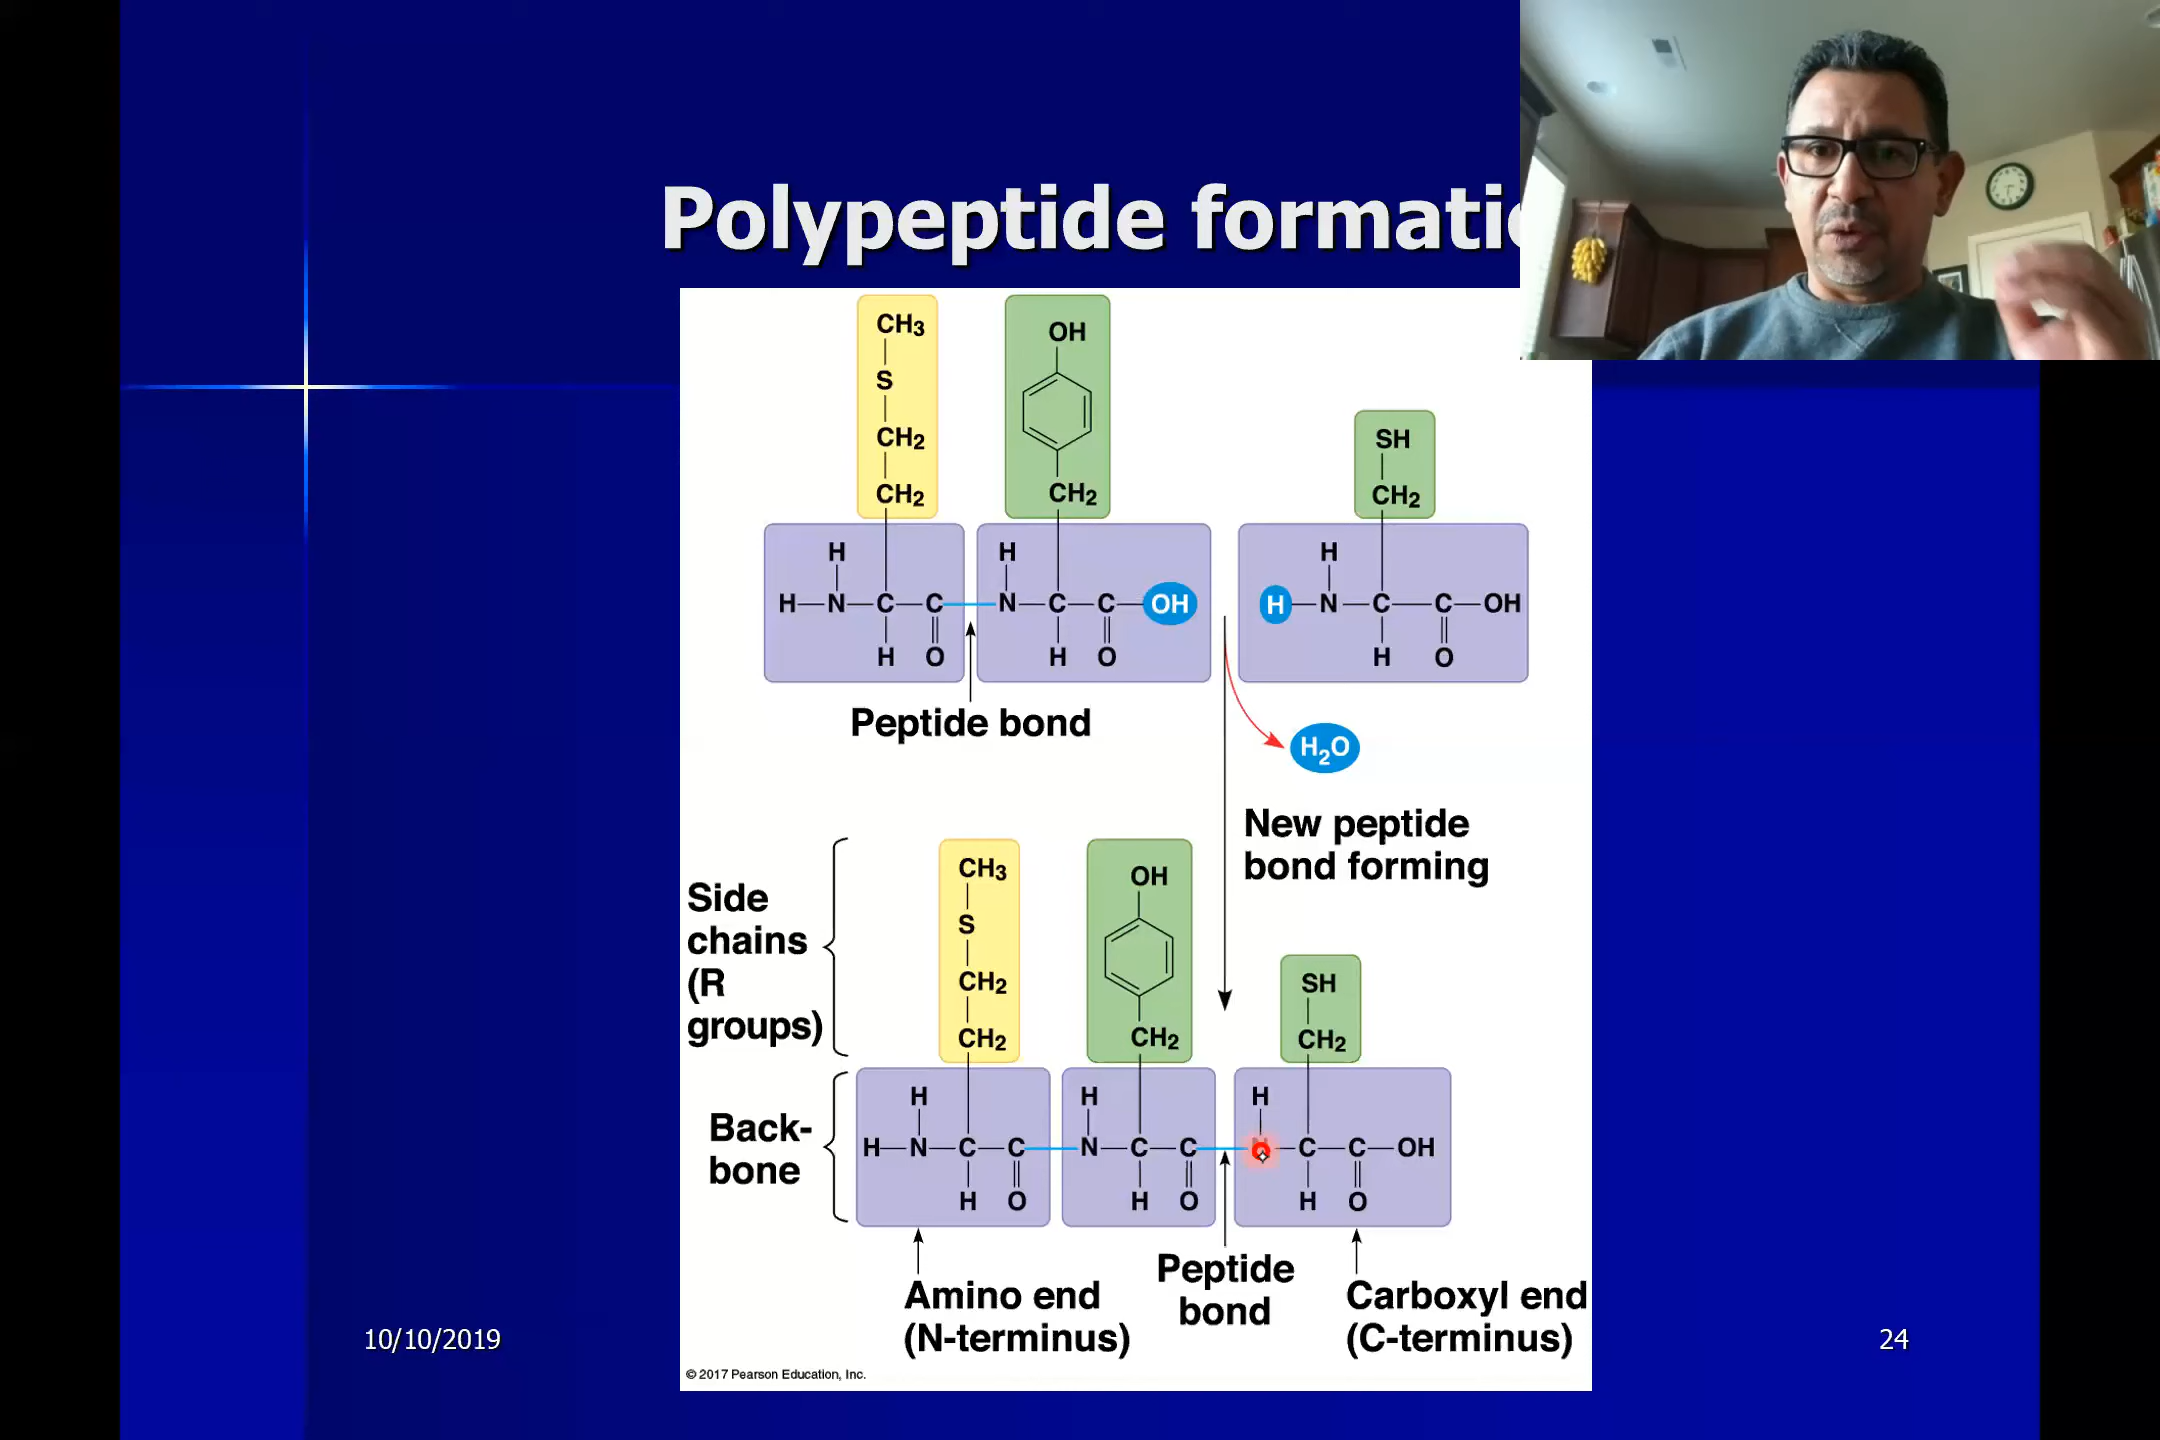 Polypeptide formatio
CH3
OH
S
SH
CH2
CH2
CH2
CH2
H
H
H
H—N—C—C—N—C—C—OH
H—N—C—C—OH
H
O
H
O
H
O
Peptide bond
H2O
New peptide
bond forming
Side
chains
(R
groups)
CH3
OH
S
SH
CH2
CH2
CH2
CH2
Back-
bone
H
H
H
H—N—C—C—N—C—C—
C—C—OH
H
O
H
O
H
O
Peptide
bond
Amino end
(N-terminus)
Carboxyl end
(C-terminus)
10/10/2019
24
© 2017 Pearson Education, Inc.